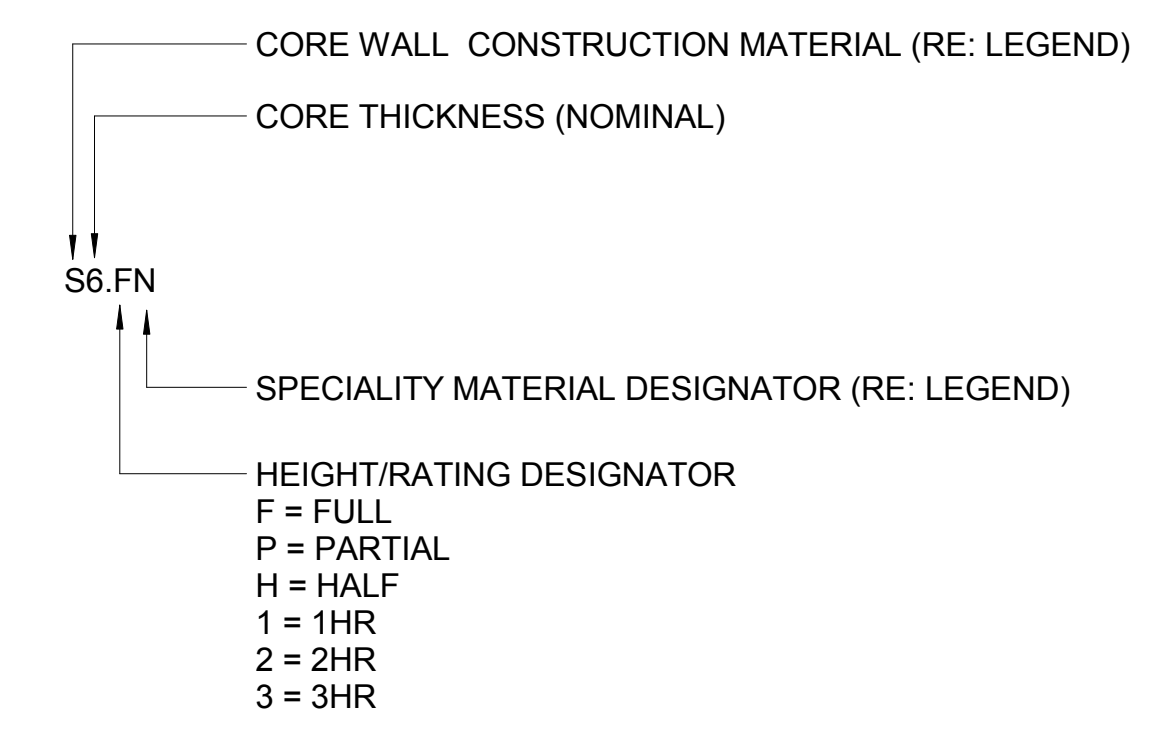 CORE WALL  CONSTRUCTION MATERIAL (RE: LEGEND)
CORE THICKNESS (NOMINAL)
S6.FN
SPECIALITY MATERIAL DESIGNATOR (RE: LEGEND)
HEIGHT/RATING DESIGNATOR
F = FULL
P = PARTIAL
H = HALF
1 = 1HR
2 = 2HR
3 = 3HR